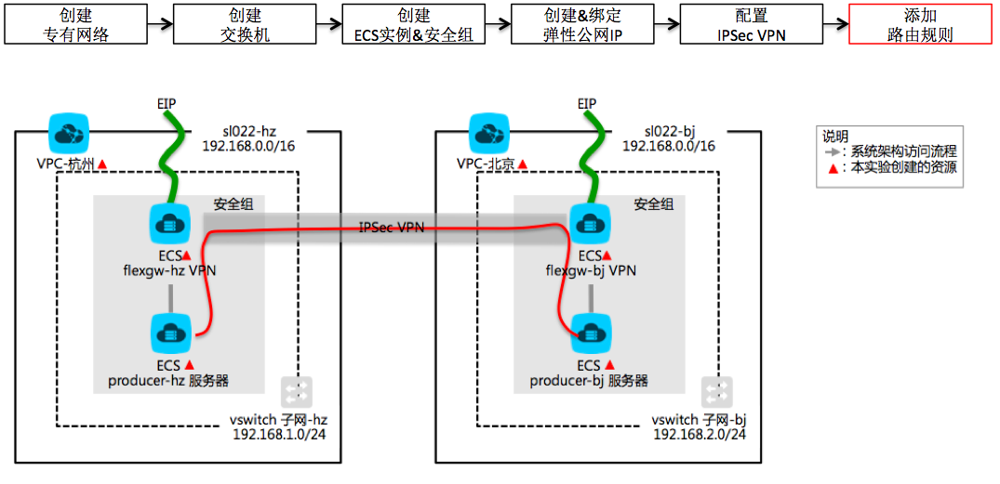 创建
专有网络
创建
交换机
创建
ECS实例&安全组
创建&绑定
弹性公网IP
配置
IPSec VPN
添加
路由规则
EIP
sl022-hz
192.168.0.0/16
VPC-杭州
安全组
ECS
flexgw-hz VPN
ECS
producer-hz 服务器
vswitch 子网-hz
192.168.1.0/24
IPSec VPN
EIP
sl022-bj
192.168.0.0/16
VPC-北京
安全组
ECS
flexgw-bj VPN
ECS
producer-bj 服务器
vswitch 子网-bj
192.168.2.0/24
说明
：系统架构访问流程
：本实验创建的资源